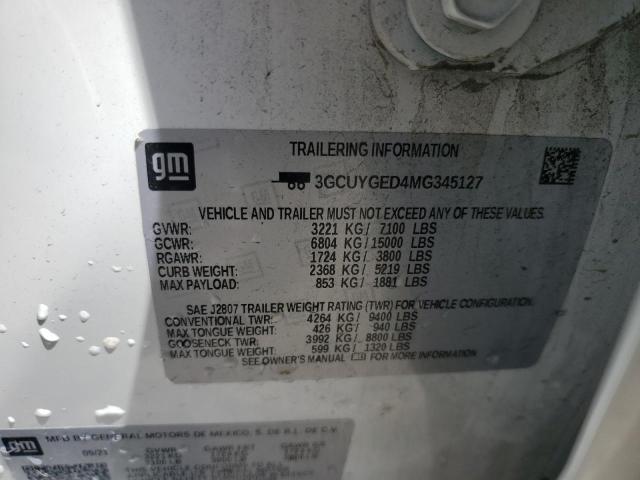 gm
TRAILERING INFORMATION
3GCUYGED4MG345127
VEHICLE AND TRAILER MUST NOT EXCEED ANY OF THESE VALUES.
GVWR: 3221 KG/ 7100 LBS
GCWR: 6804 KG/15000 LBS
RGAWR: 1724 KG/ 3800 LBS
CURB WEIGHT: 2368 KG/ 5219 LBS
MAX PAYLOAD: 853 KG/ 1881 LBS
SAE J2807 TRAILER WEIGHT RATING (TWR) FOR VEHICLE CONFIGURATION.
CONVENTIONAL TWR: 4264 KG/ 9400 LBS
MAX TONGUE WEIGHT: 426 KG/ 940 LBS
GOOSENECK TWR: 3992 KG/ 8800 LBS
MAX TONGUE WEIGHT: 599 KG/ 1320 LBS
SEE OWNER'S MANUAL FOR MORE INFORMATION
gm MFD BY GENERAL MOTORS DE MEXICO, S. DE R.L. DE C.V.
GVWR